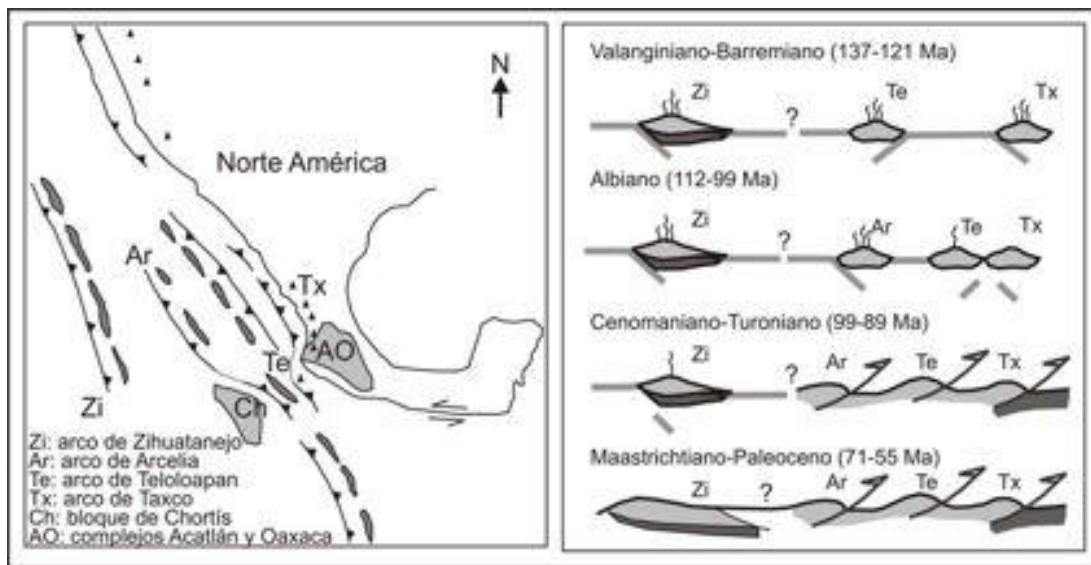 N
Norte América
Ar
Tx
AO
Te
Ch
Zi
Zi: arco de Zihuatanejo
Ar: arco de Arcelia
Te: arco de Teloloapan
Tx: arco de Taxco
Ch: bloque de Chortís
AO: complejos Acatlán y Oaxaca
Valanginiano-Barremiano (137-121 Ma)
Zi ? Te Tx
Albiano (112-99 Ma)
Zi ? Ar Te Tx
Cenomaniano-Turoniano (99-89 Ma)
Zi ? Ar Te Tx
Maastrichtiano-Paleoceno (71-55 Ma)
Zi ? Ar Te Tx